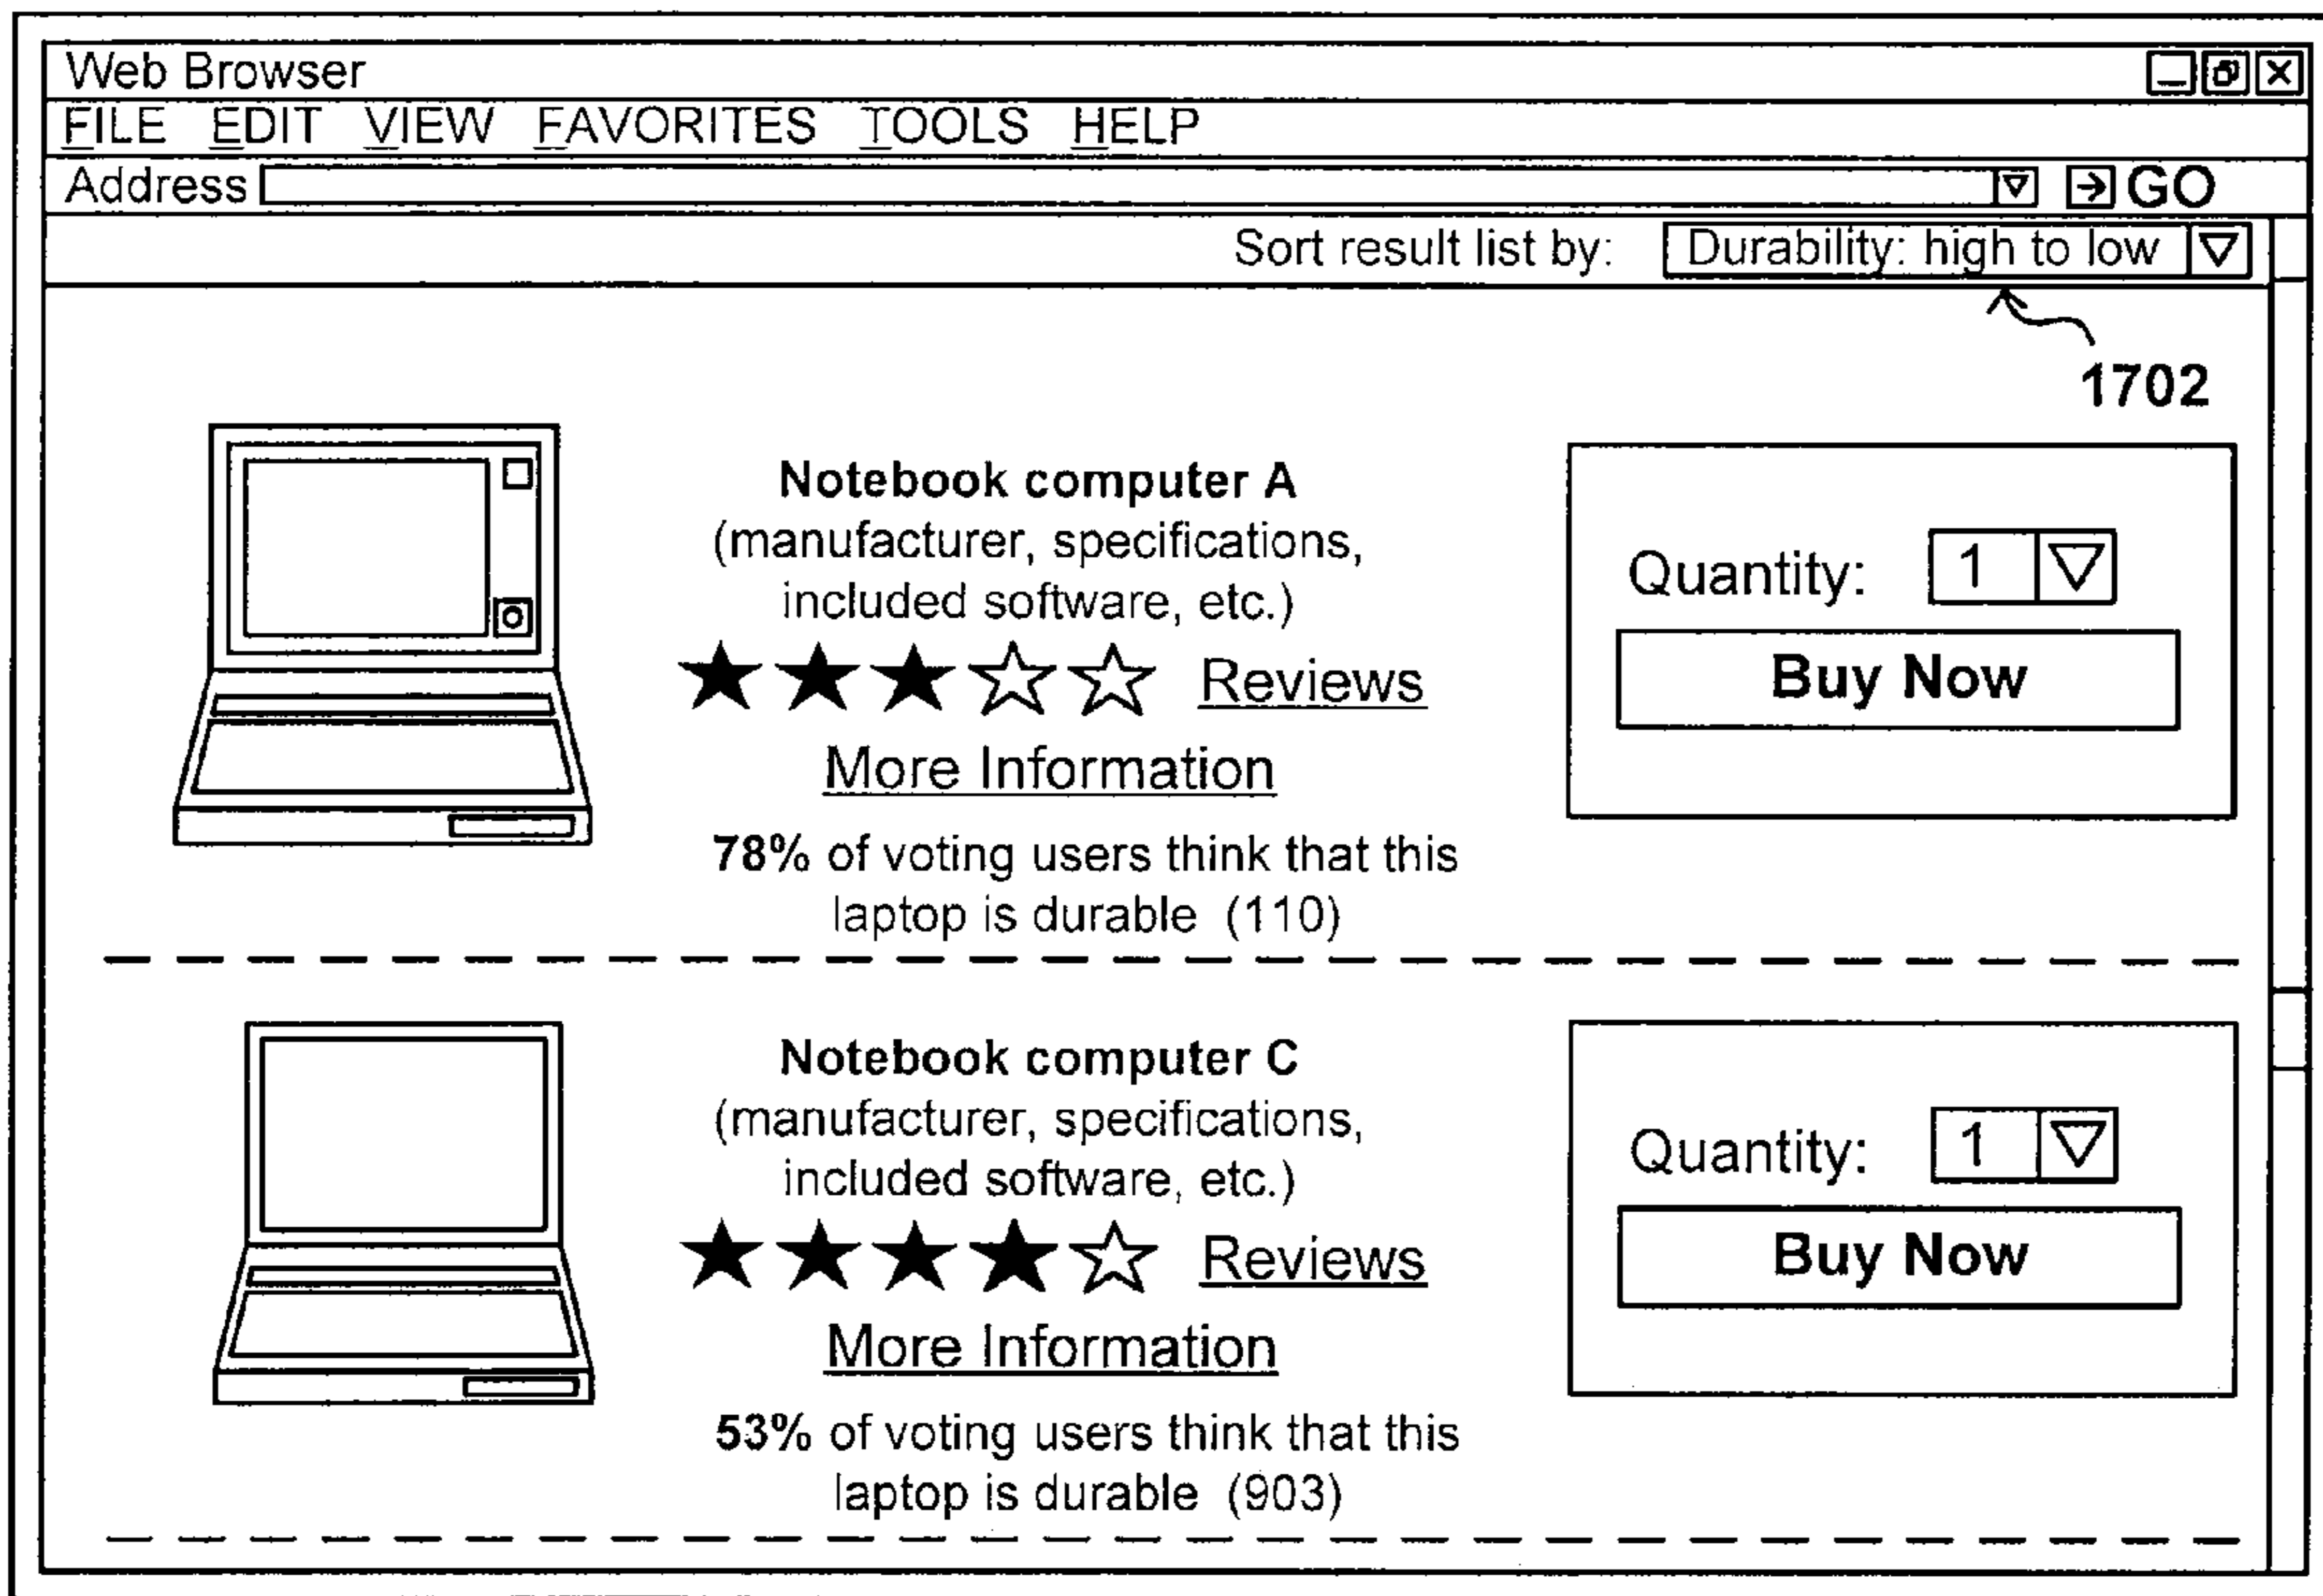 Web Browser
FILE EDIT VIEW FAVORITES TOOLS HELP
Address GO
Sort result list by: Durability: high to low
1702
Notebook computer A
(manufacturer, specifications,
included software, etc.)
Reviews
More Information
78% of voting users think that this
laptop is durable (110)
Quantity: 1
Buy Now
Notebook computer C
(manufacturer, specifications,
included software, etc.)
Reviews
More Information
53% of voting users think that this
laptop is durable (903)
Quantity: 1
Buy Now